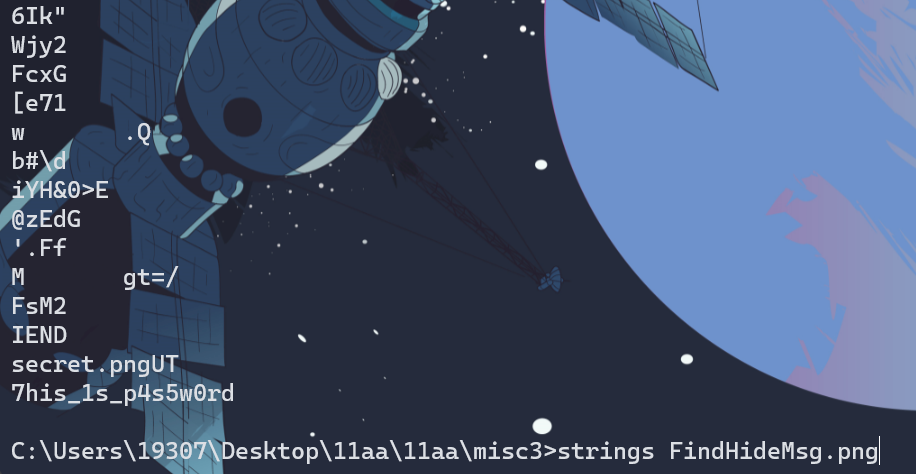 6Ik"
Wjy2
FcxG
[e71
w       .Q
b#\d
iYH&0>E
@zEdG
'.Ff
M       gt=/
FsM2
IEND
secret.pngUT
7his_1s_p4s5w0rd
C:\Users\19307\Desktop\11aa\11aa\misc3>strings FindHideMsg.png